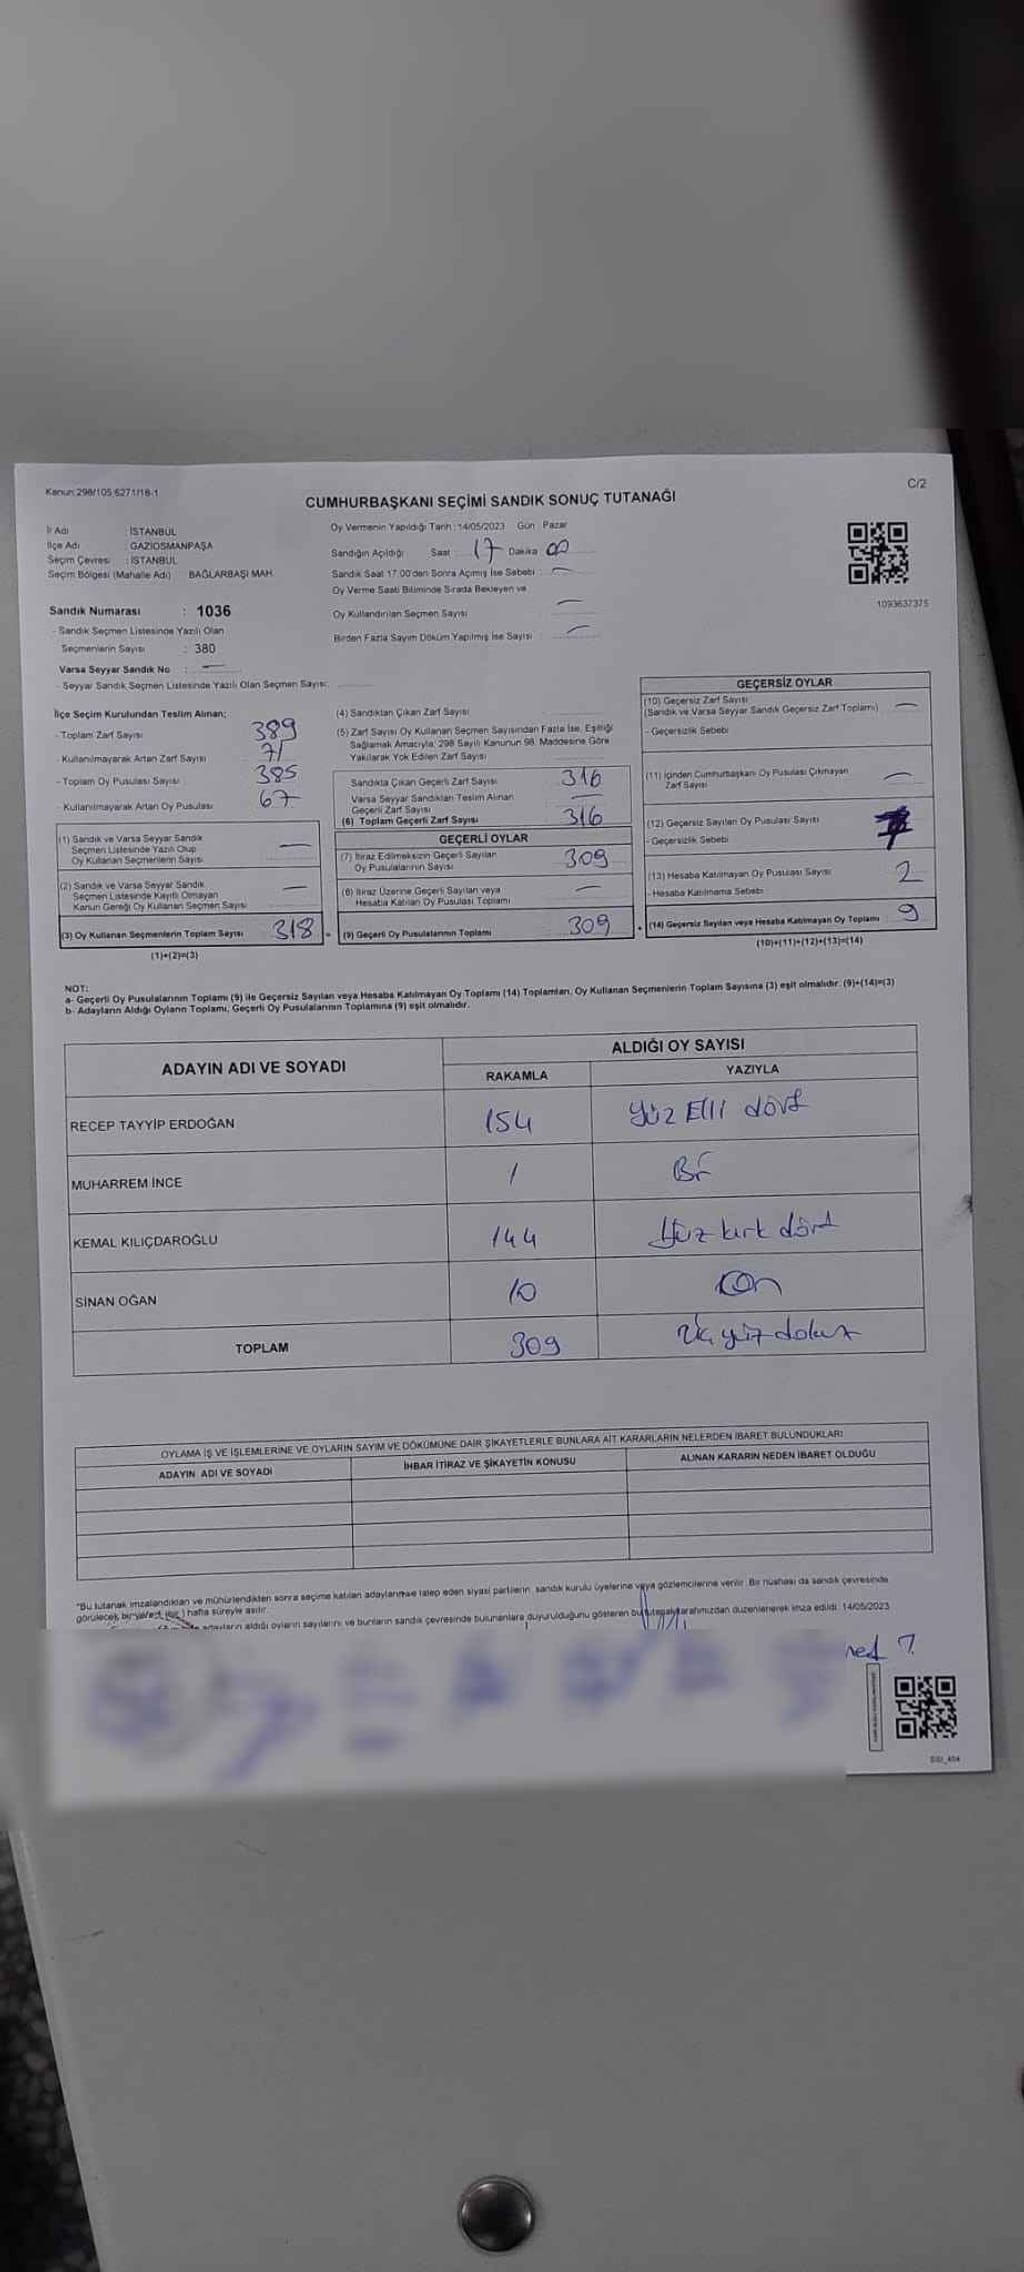 Kanun: 298/105 6271/18-1
C/2
CUMHURBAŞKANI SEÇİMİ SANDIK SONUÇ TUTANAĞI
İl Adı : İSTANBUL
İlçe Adı : GAZİOSMANPAŞA
Seçim Çevresi : İSTANBUL
Seçim Bölgesi (Mahalle Adı) BAĞLARBAŞI MAH.
Sandık Numarası : 1036
- Sandık Seçmen Listesinde Yazılı Olan
Seçmenlerin Sayısı : 380
Varsa Seyyar Sandık No : —
- Seyyar Sandık Seçmen Listesinde Yazılı Olan Seçmen Sayısı:
Oy Vermenin Yapıldığı Tarih : 14/05/2023 Gün : Pazar
Sandığın Açıldığı Saat 17 Dakika 00
Sandık Saat 17:00'den Sonra Açılmış İse Sebebi : —
Oy Verme Saati Bitiminde Sırada Bekleyen ve
Oy Kullandırılan Seçmen Sayısı —
Birden Fazla Sayım Döküm Yapılmış İse Sayısı : —
1093637375
İlçe Seçim Kurulundan Teslim Alınan;
- Toplam Zarf Sayısı 389
- Kullanılmayarak Artan Zarf Sayısı 71
- Toplam Oy Pusulası Sayısı 385
- Kullanılmayarak Artan Oy Pusulası 67
(1) Sandık ve Varsa Seyyar Sandık
Seçmen Listesinde Yazılı Olup
Oy Kullanan Seçmenlerin Sayısı —
(2) Sandık ve Varsa Seyyar Sandık
Seçmen Listesinde Kayıtlı Olmayan
Kanun Gereği Oy Kullanan Seçmen Sayısı —
(3) Oy Kullanan Seçmenlerin Toplam Sayısı 318
(1)+(2)=(3)
(4) Sandıktan Çıkan Zarf Sayısı
(5) Zarf Sayısı Oy Kullanan Seçmen Sayısından Fazla İse, Eşitliği
Sağlamak Amacıyla; 298 Sayılı Kanunun 98. Maddesine Göre
Yakılarak Yok Edilen Zarf Sayısı
Sandıkta Çıkan Geçerli Zarf Sayısı 316
Varsa Seyyar Sandıktan Teslim Alınan
Geçerli Zarf Sayısı —
(6) Toplam Geçerli Zarf Sayısı 316
GEÇERLİ OYLAR
(7) İtiraz Edilmeksizin Geçerli Sayılan
Oy Pusulalarının Sayısı 309
(8) İtiraz Üzerine Geçerli Sayılan veya
Hesaba Katılan Oy Pusulası Toplamı —
(9) Geçerli Oy Pusulalarının Toplamı 309
GEÇERSİZ OYLAR
(10) Geçersiz Zarf Sayısı
(Sandık ve Varsa Seyyar Sandık Geçersiz Zarf Toplamı) —
- Geçersizlik Sebebi
(11) İçinden Cumhurbaşkanı Oy Pusulası Çıkmayan
Zarf Sayısı —
(12) Geçersiz Sayılan Oy Pusulası Sayısı 7
- Geçersizlik Sebebi
(13) Hesaba Katılmayan Oy Pusulası Sayısı 2
- Hesaba Katılmama Sebebi
(14) Geçersiz Sayılan veya Hesaba Katılmayan Oy Toplamı 9
(10)+(11)+(12)+(13)=(14)
NOT:
a- Geçerli Oy Pusulalarının Toplamı (9) ile Geçersiz Sayılan veya Hesaba Katılmayan Oy Toplamı (14) Toplamları, Oy Kullanan Seçmenlerin Toplam Sayısına (3) eşit olmalıdır. (9)+(14)=(3)
b- Adayların Aldığı Oyların Toplamı, Geçerli Oy Pusulalarının Toplamına (9) eşit olmalıdır.
ADAYIN ADI VE SOYADI ALDIĞI OY SAYISI
RAKAMLA YAZIYLA
RECEP TAYYİP ERDOĞAN 154 Yüz Elli dört
MUHARREM İNCE 1 Bir
KEMAL KILIÇDAROĞLU 144 Yüz kırk dört
SİNAN OĞAN 10 on
TOPLAM 309 üç yüz dokuz
OYLAMA İŞ VE İŞLEMLERİNE VE OYLARIN SAYIM VE DÖKÜMÜNE DAİR ŞİKAYETLERLE BUNLARA AİT KARARLARIN NELERDEN İBARET BULUNDUKLARI
ADAYIN ADI VE SOYADI İHBAR İTİRAZ VE ŞİKAYETİN KONUSU ALINAN KARARIN NEDEN İBARET OLDUĞU
"Bu tutanak imzalandıktan ve mühürlendikten sonra seçime katılan adaylarınve talep eden siyasi partilerin, sandık kurulu üyelerine veya gözlemcilerine verilir. Bir nüshası da sandık çevresinde
görülecek bir yere ( bir ) hafta süreyle asılır.
adayların aldığı oyların sayılarını ve bunların sandık çevresinde bulunanlara duyurulduğunu gösteren bu tutanak tarafımızdan düzenlenerek imza edildi. 14/05/2023